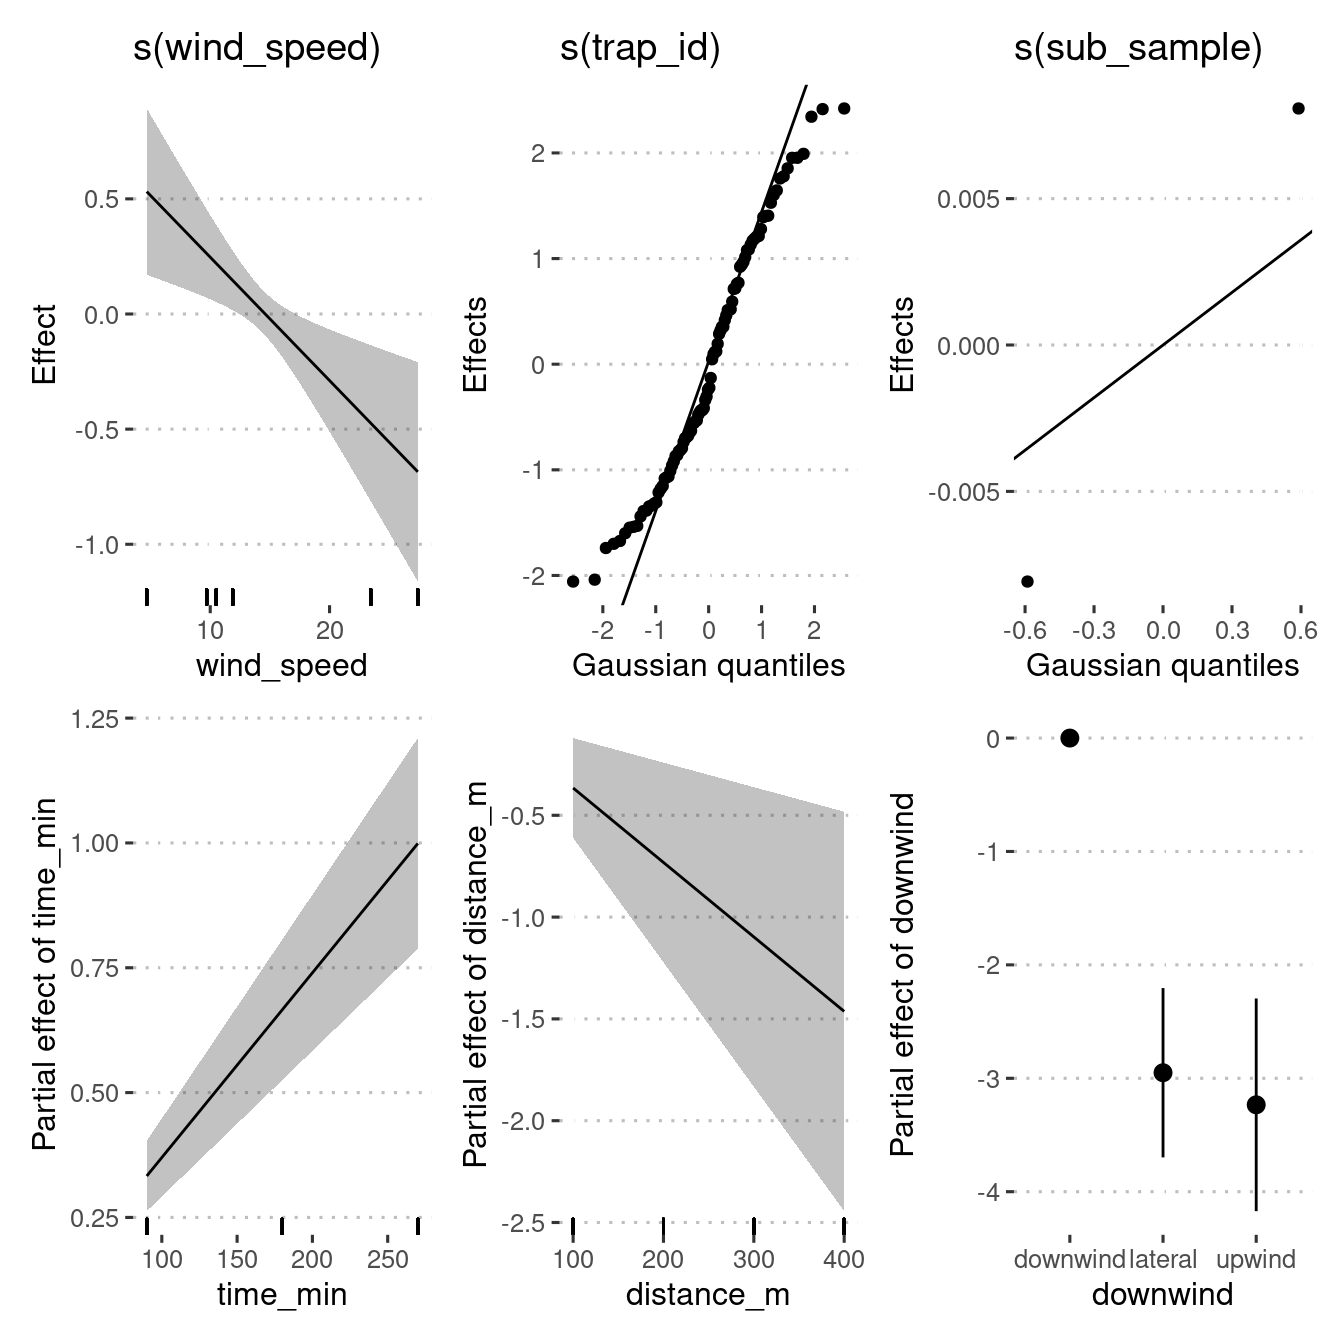 s(wind_speed)
Effect
0.5
0.0
-0.5
-1.0
10 20
wind_speed
s(trap_id)
Effects
2
1
0
-1
-2
-2 -1 0 1 2
Gaussian quantiles
s(sub_sample)
Effects
0.005
0.000
-0.005
-0.6 -0.3 0.0 0.3 0.6
Gaussian quantiles
Partial effect of time_min
1.25
1.00
0.75
0.50
0.25
100 150 200 250
time_min
Partial effect of distance_m
-0.5
-1.0
-1.5
-2.0
-2.5
100 200 300 400
distance_m
Partial effect of downwind
0
-1
-2
-3
-4
downwind lateral upwind
downwind